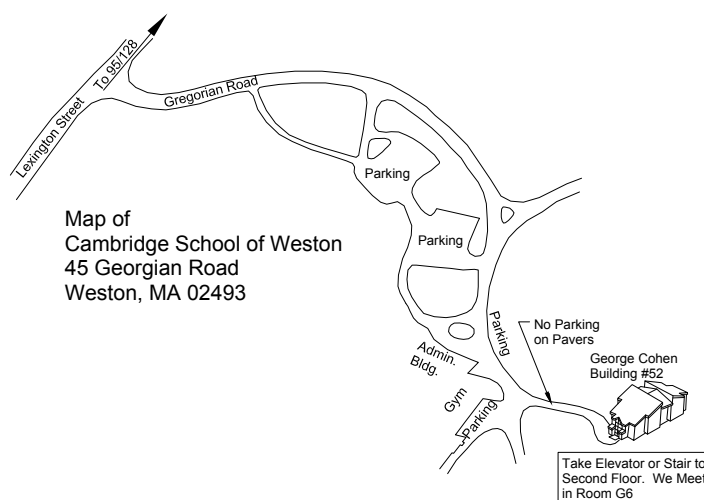 To 95/128
Lexington Street
Gregorian Road
Parking
Map of
Cambridge School of Weston
45 Georgian Road
Weston, MA 02493
Parking
Parking
No Parking
on Pavers
Admin.
Bldg.
George Cohen
Building #52
Gym
Parking
Take Elevator or Stair to
Second Floor.  We Meet
in Room G6